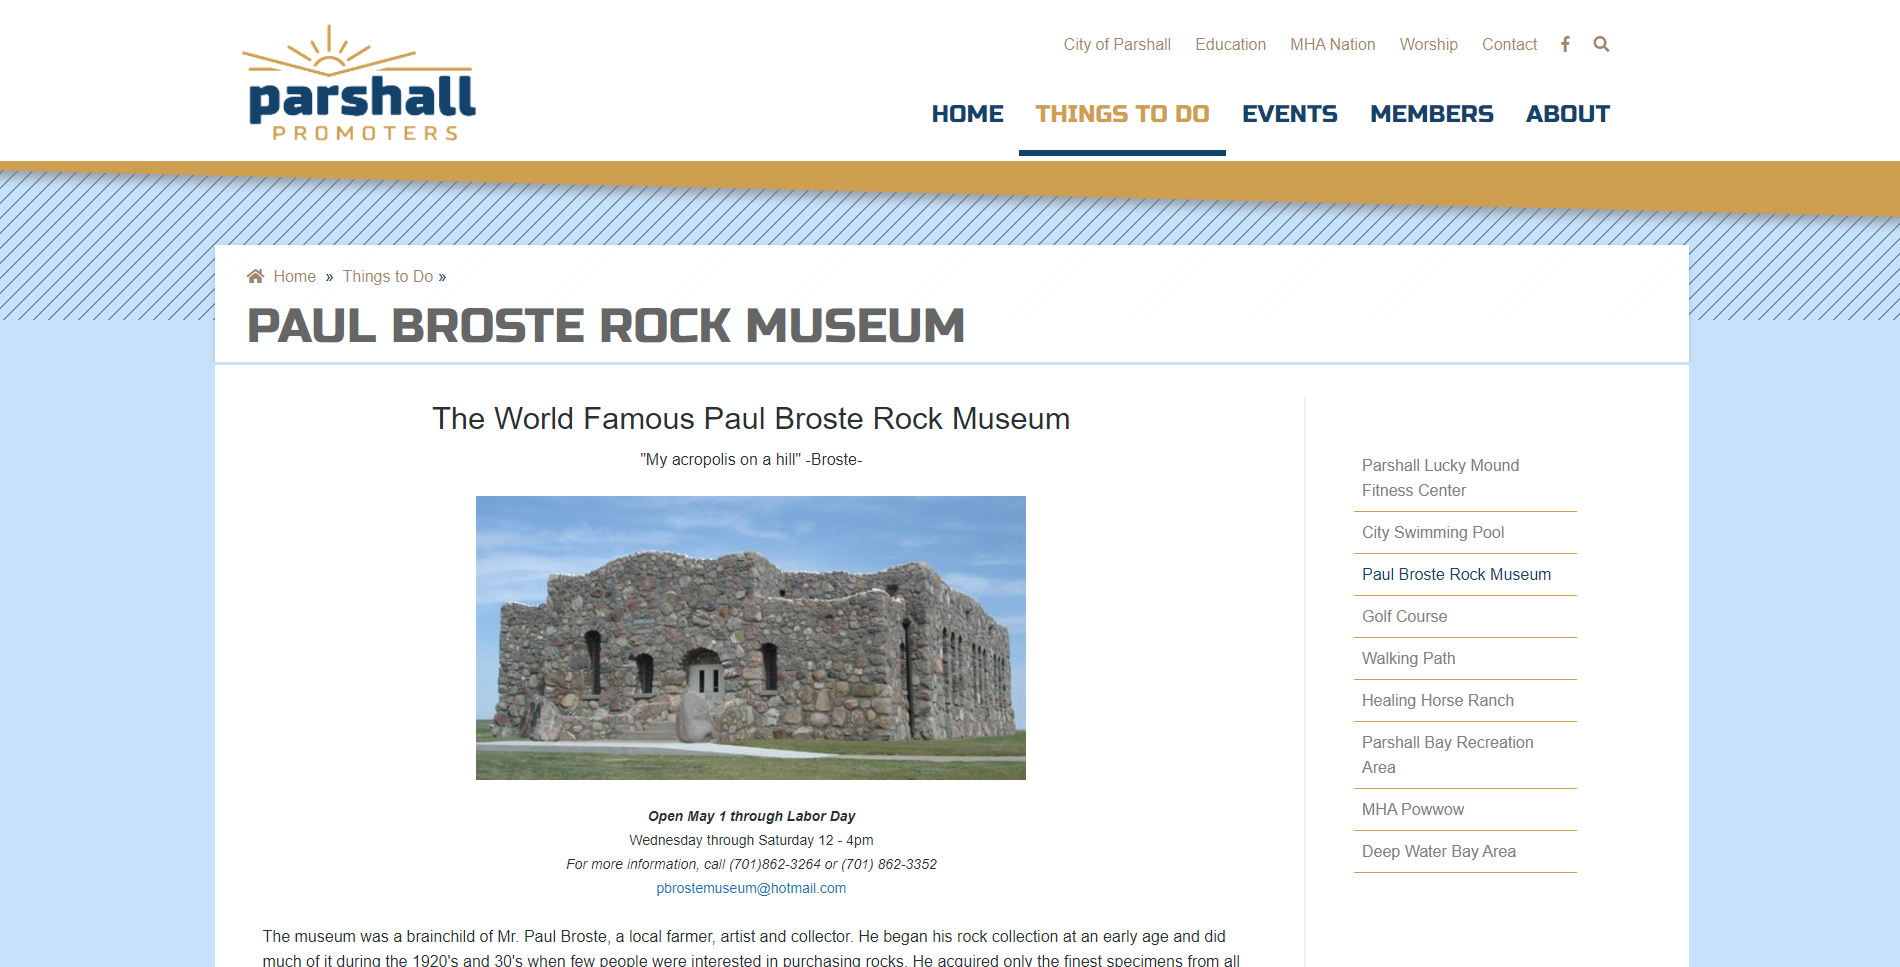 City of Parshall Education MHA Nation Worship Contact
parshall
PROMOTERS
HOME THINGS TO DO EVENTS MEMBERS ABOUT
Home » Things to Do »
PAUL BROSTE ROCK MUSEUM
The World Famous Paul Broste Rock Museum
"My acropolis on a hill" -Broste-
Open May 1 through Labor Day
Wednesday through Saturday 12 - 4pm
For more information, call (701)862-3264 or (701) 862-3352
pbrostemuseum@hotmail.com
The museum was a brainchild of Mr. Paul Broste, a local farmer, artist and collector. He began his rock collection at an early age and did
much of it during the 1920's and 30's when few people were interested in purchasing rocks. He acquired only the finest specimens from all
Parshall Lucky Mound
Fitness Center
City Swimming Pool
Paul Broste Rock Museum
Golf Course
Walking Path
Healing Horse Ranch
Parshall Bay Recreation
Area
MHA Powwow
Deep Water Bay Area